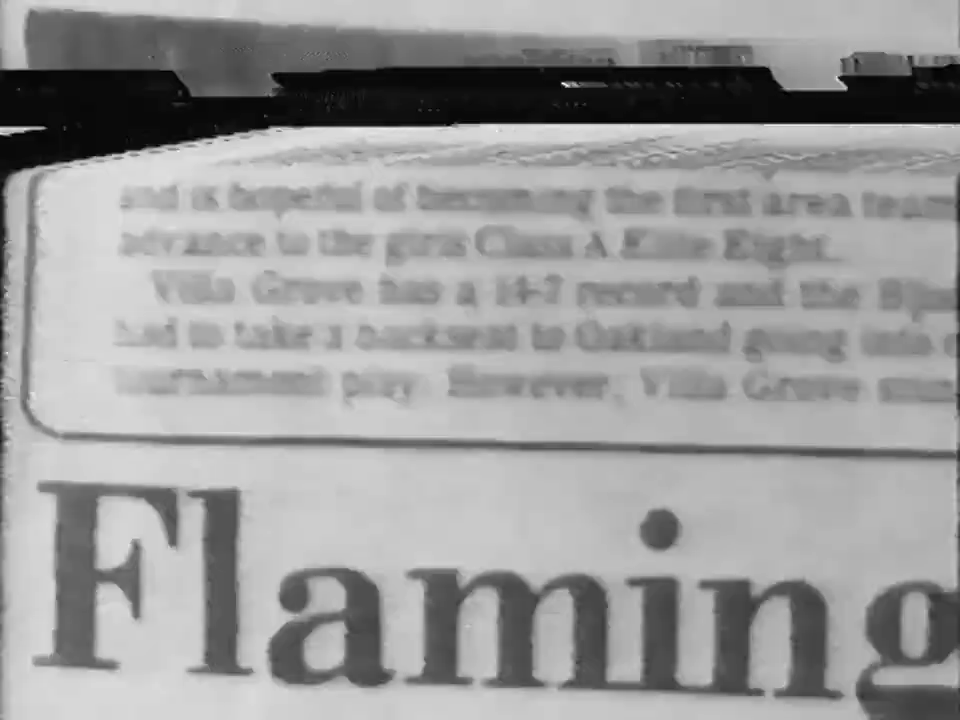 and is hopeful of becoming the first area team
advance to the girls Class A Elite Eight.
Villa Grove has a 14-7 record and the
had to take a backseat to Oakland going into
tournament play. However, Villa Grove
Flaming